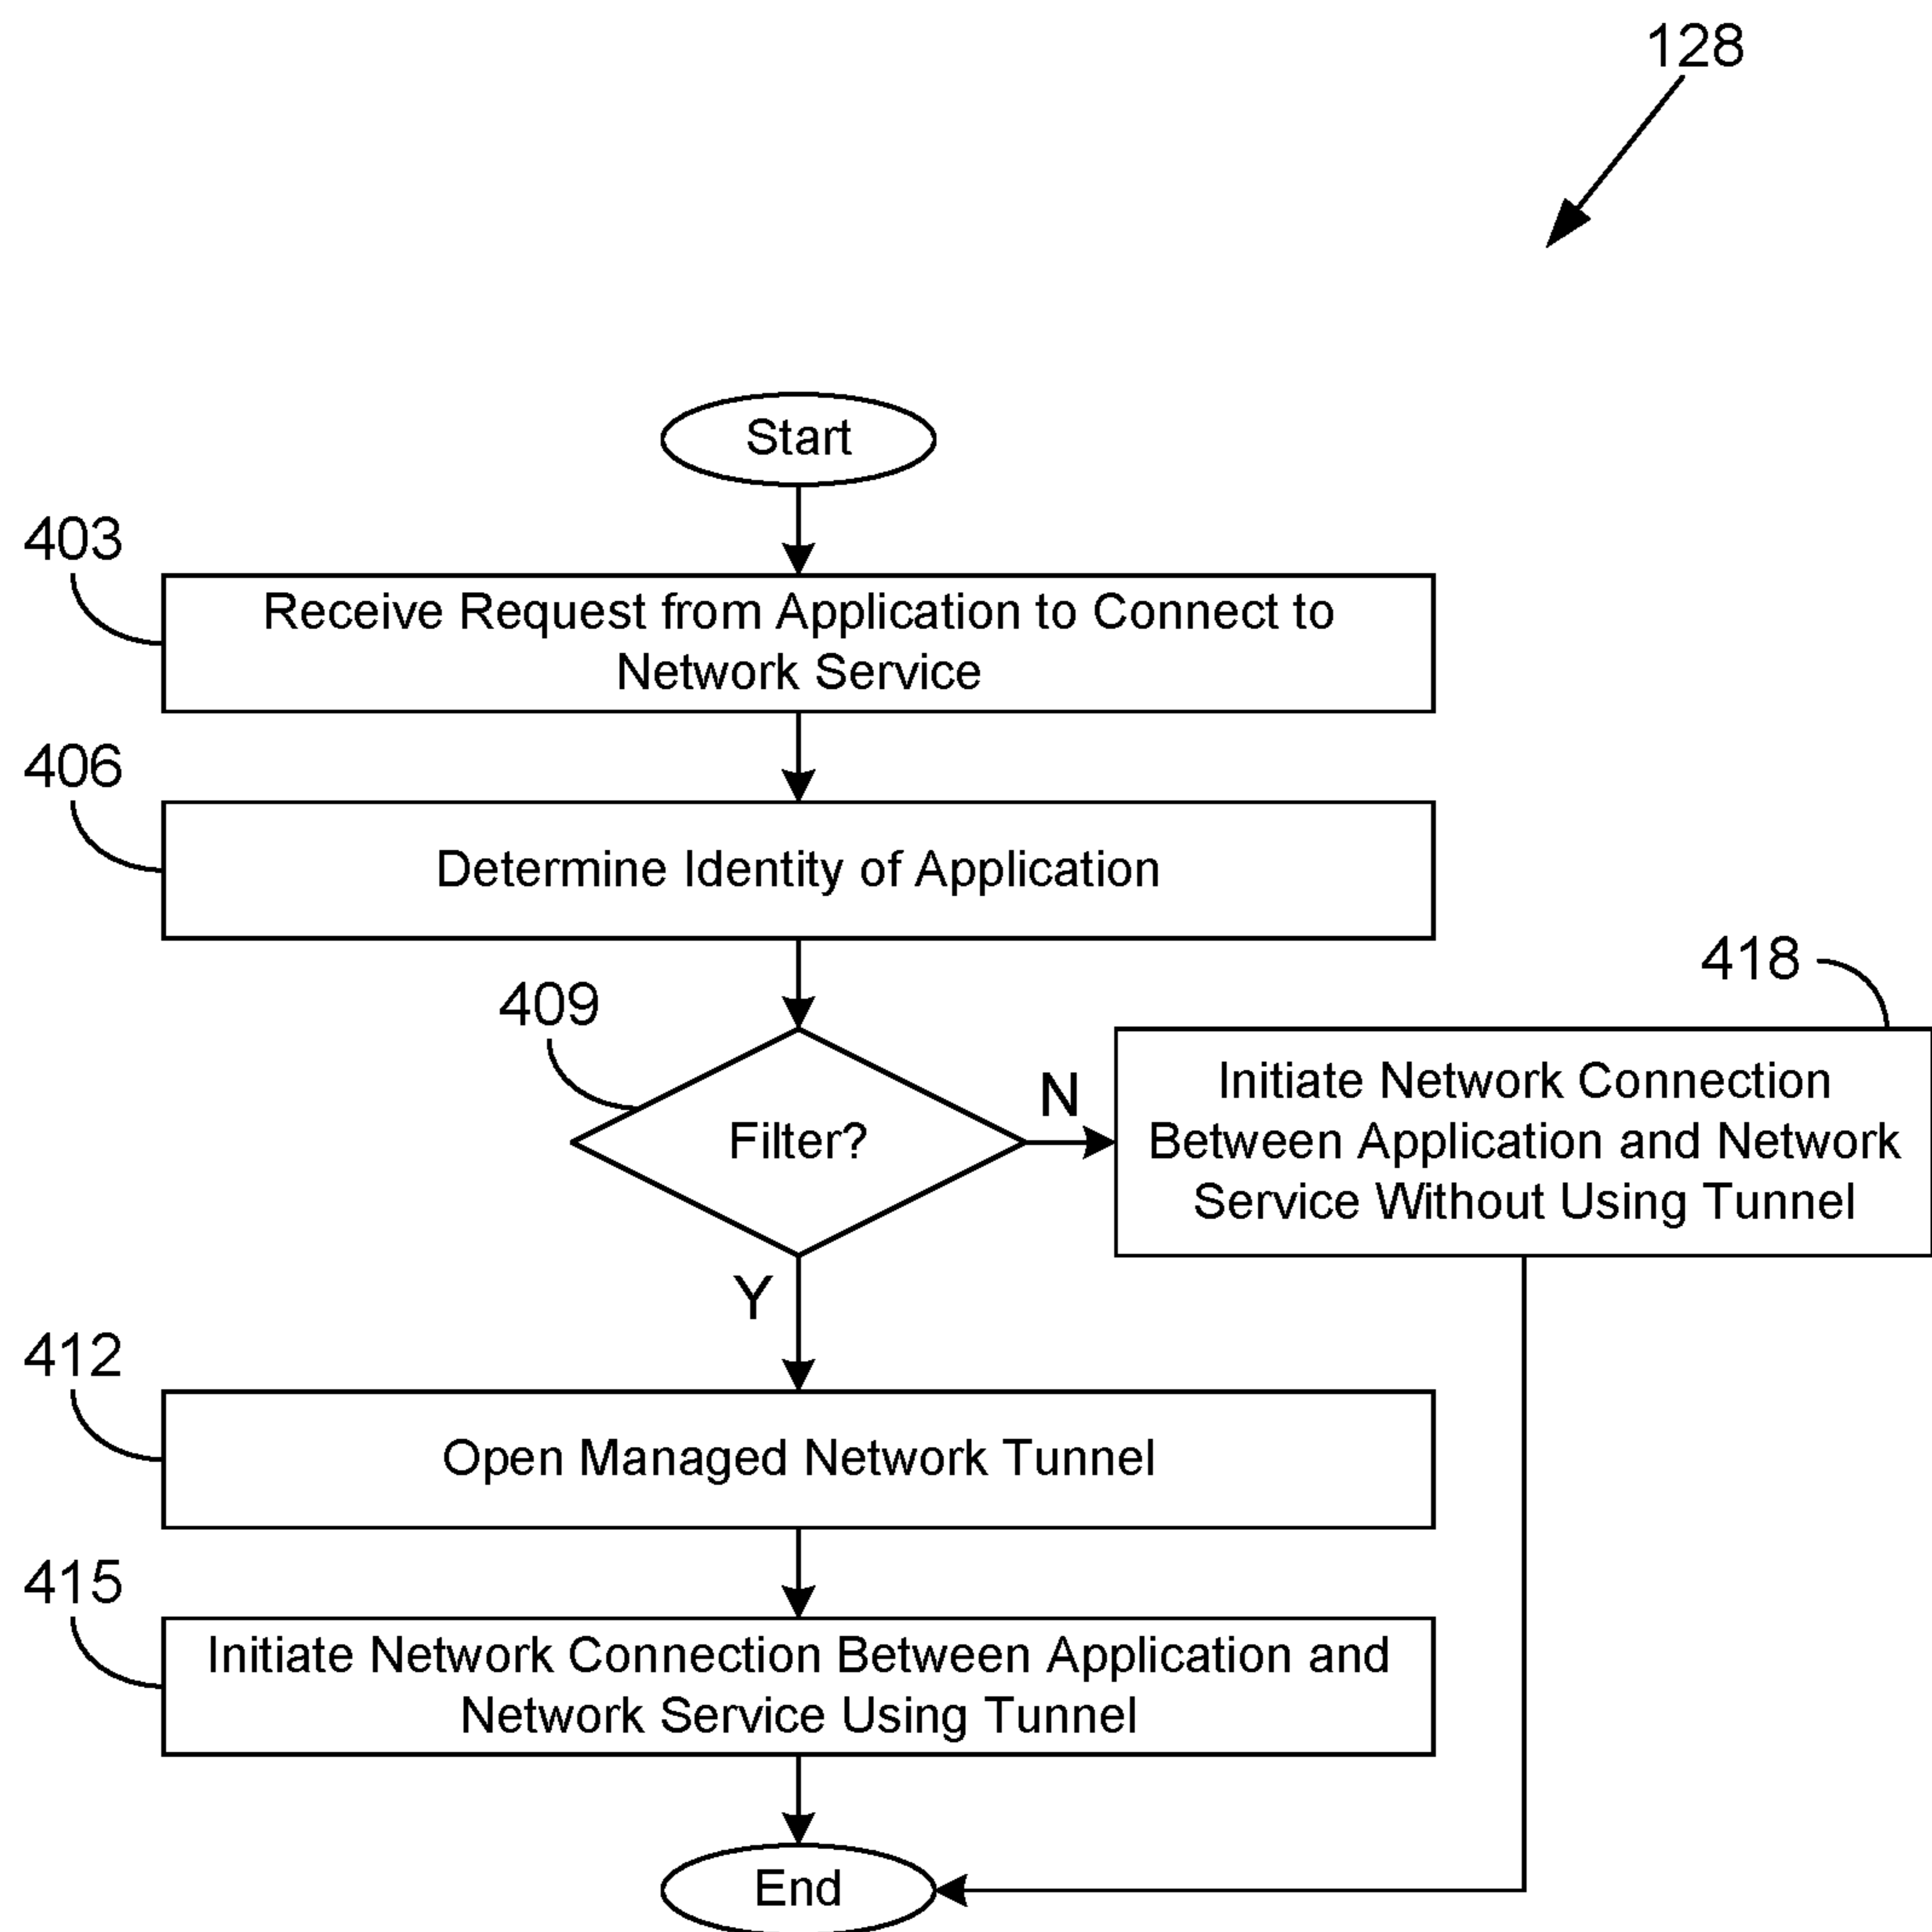 128
Start
403
Receive Request from Application to Connect to
Network Service
406
Determine Identity of Application
409
Filter?
N
418
Initiate Network Connection
Between Application and Network
Service Without Using Tunnel
Y
412
Open Managed Network Tunnel
415
Initiate Network Connection Between Application and
Network Service Using Tunnel
End